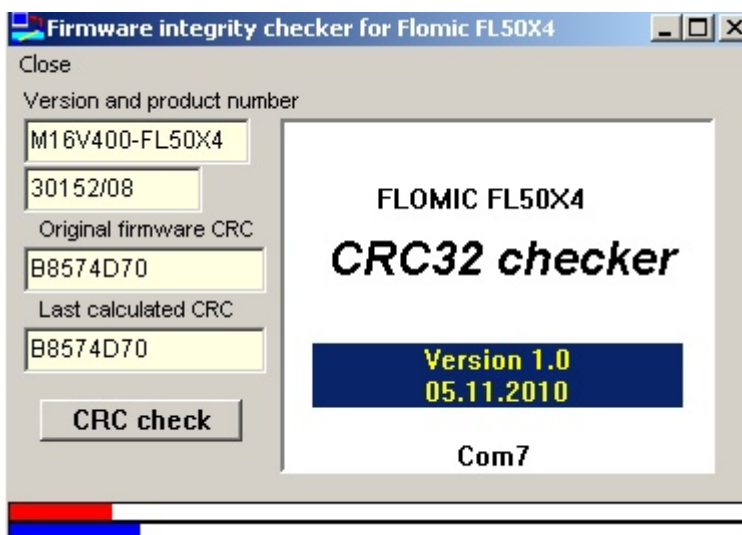 Firmware integrity checker for Flomic FL50X4
Close
Version and product number
M16V400-FL50X4
30152/08
Original firmware CRC
B8574D70
Last calculated CRC
B8574D70
CRC check
FLOMIC FL50X4
CRC32 checker
Version 1.0
05.11.2010
Com7